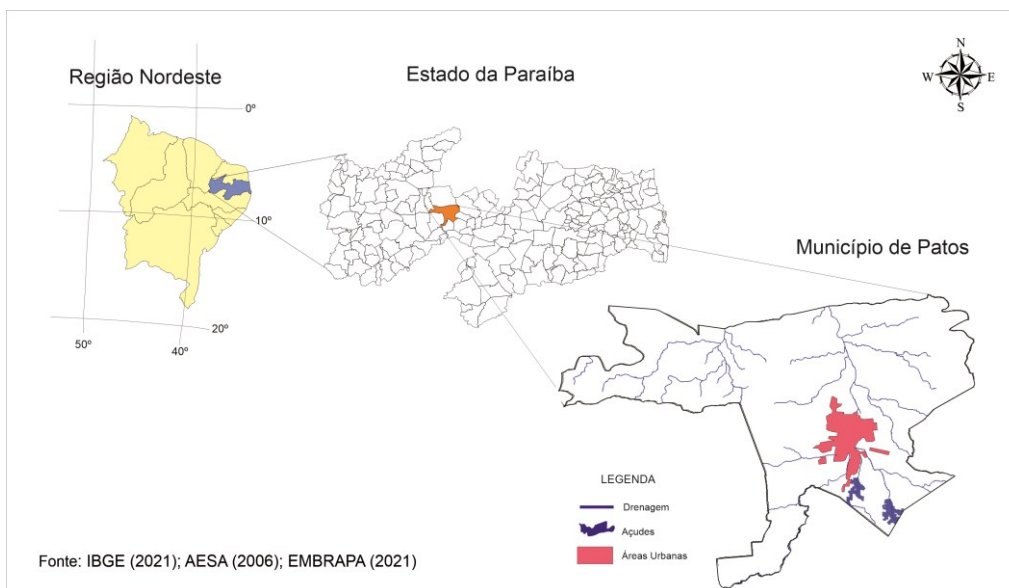 Região Nordeste
Estado da Paraíba
N
W
E
S
0º
10º
20º
50º
40º
Município de Patos
LEGENDA
Drenagem
Açudes
Áreas Urbanas
Fonte: IBGE (2021); AESA (2006); EMBRAPA (2021)